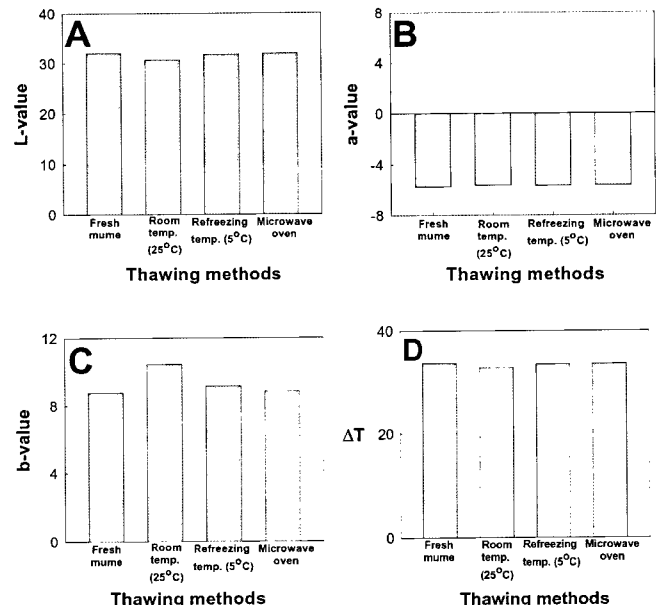 A
40
30
20
10
0
L-value
Fresh mume
Room temp. (25°C)
Refreezing temp. (5°C)
Microwave oven
Thawing methods
B
8
4
0
-4
-8
a-value
Fresh mume
Room temp. (25°C)
Refreezing temp. (5°C)
Microwave oven
Thawing methods
C
12
8
4
0
b-value
Fresh mume
Room temp. (25°C)
Refreezing temp. (5°C)
Microwave oven
Thawing methods
D
40
20
0
ΔT
Fresh mume
Room temp. (25°C)
Refreezing temp. (5°C)
Microwave oven
Thawing methods